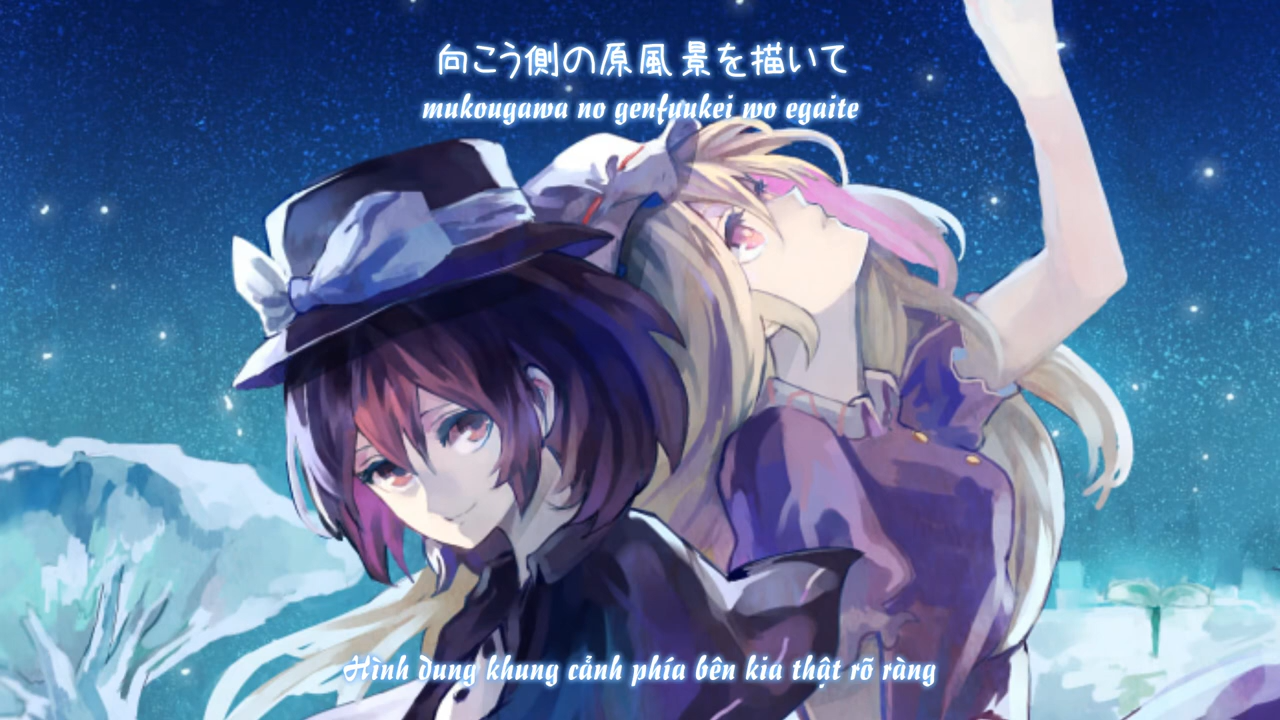 向こう側の原風景を描いて
mukougawa no genfuukei wo egaite
Hình dung khung cảnh phía bên kia thật rõ ràng